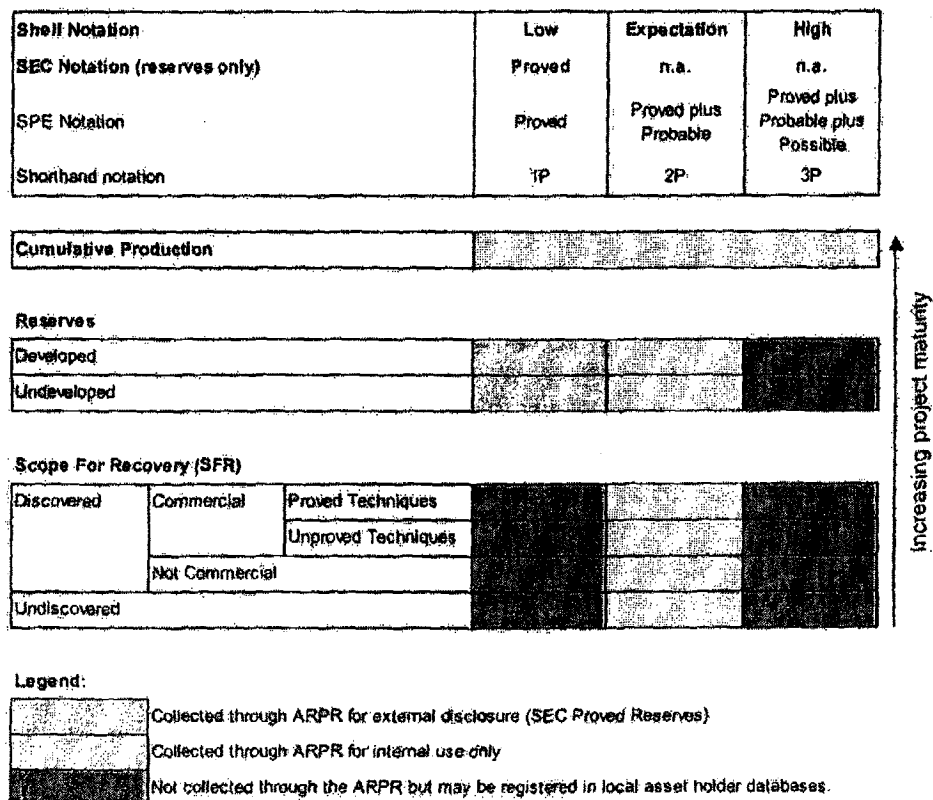 Shell Notation Low Expectation High
SEC Notation (reserves only) Proved n.a. n.a.
SPE Notation Proved Proved plus Probable Proved plus Probable plus Possible
Shorthand notation 1P 2P 3P
Cumulative Production
Reserves
Developed
Undeveloped
Scope For Recovery (SFR)
Discovered Commercial Proved Techniques
Unproved Techniques
Not Commercial
Undiscovered
Increasing project maturity
Legend:
Collected through ARPR for external disclosure (SEC Proved Reserves)
Collected through ARPR for internal use only
Not collected through the ARPR but may be registered in local asset holder databases.